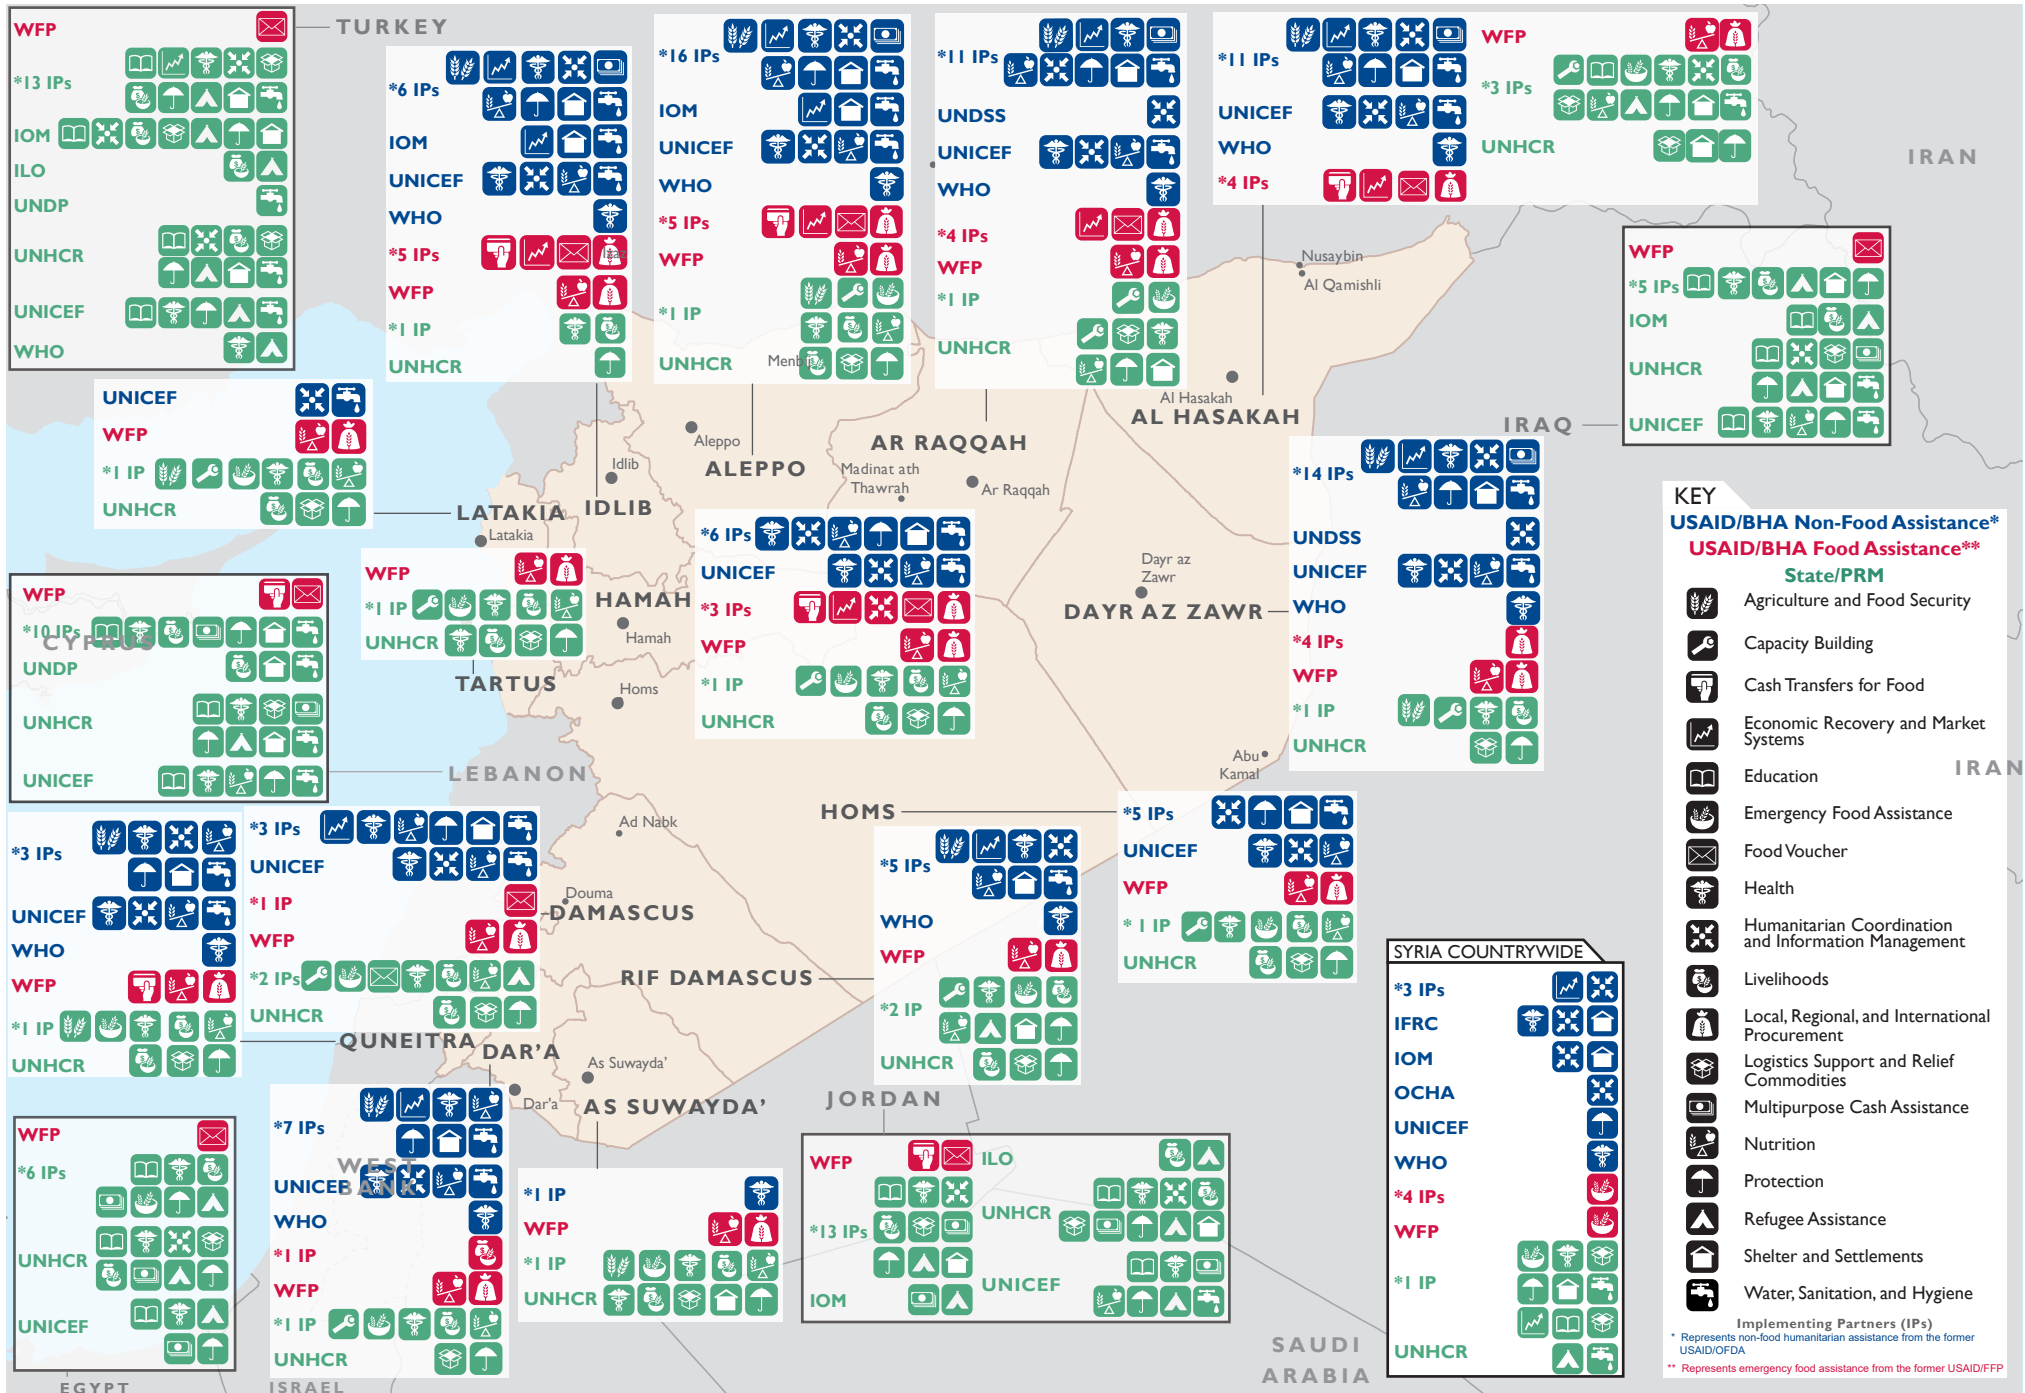 WFP
TURKEY
*13 IPs
IOM
ILO
UNDP
UNHCR
UNICEF
WHO
*6 IPs
IOM
UNICEF
WHO
*5 IPs
Izaz
WFP
*1 IP
UNHCR
*16 IPs
IOM
UNICEF
WHO
*5 IPs
WFP
*1 IP
UNHCR
Menbij
*11 IPs
UNDSS
UNICEF
WHO
*4 IPs
WFP
*1 IP
UNHCR
*11 IPs
UNICEF
WHO
*4 IPs
WFP
*3 IPs
UNHCR
IRAN
Nusaybin
Al Qamishli
WFP
*5 IPs
IOM
UNHCR
UNICEF
IRAQ
UNICEF
WFP
*1 IP
UNHCR
LATAKIA
Latakia
IDLIB
Idlib
Aleppo
ALEPPO
AR RAQQAH
Madinat ath
Thawrah
Ar Raqqah
Al Hasakah
AL HASAKAH
*14 IPs
UNDSS
UNICEF
WHO
*4 IPs
WFP
*1 IP
UNHCR
Dayr az
Zawr
DAYR AZ ZAWR
Abu
Kamal
WFP
*1 IP
UNHCR
TARTUS
HAMAH
Hamah
Homs
*6 IPs
UNICEF
*3 IPs
WFP
*1 IP
UNHCR
WFP
*10 IPs
CYPRUS
UNDP
UNHCR
UNICEF
LEBANON
*3 IPs
UNICEF
WHO
WFP
*1 IP
UNHCR
QUNEITRA
*3 IPs
UNICEF
*1 IP
WFP
*2 IPs
UNHCR
Ad Nabk
Douma
DAMASCUS
RIF DAMASCUS
*5 IPs
WHO
WFP
*2 IP
UNHCR
HOMS
*5 IPs
UNICEF
WFP
* 1 IP
UNHCR
DAR'A
Dar'a
As Suwayda'
AS SUWAYDA'
WFP
*6 IPs
UNHCR
UNICEF
EGYPT
*7 IPs
WEST
BANK
UNICEF
WHO
*1 IP
WFP
*1 IP
UNHCR
ISRAEL
*1 IP
WFP
*1 IP
UNHCR
JORDAN
WFP
*13 IPs
IOM
ILO
UNHCR
UNICEF
SAUDI
ARABIA
SYRIA COUNTRYWIDE
*3 IPs
IFRC
IOM
OCHA
UNICEF
WHO
*4 IPs
WFP
*1 IP
UNHCR
IRAN
KEY
USAID/BHA Non-Food Assistance*
USAID/BHA Food Assistance**
State/PRM
Agriculture and Food Security
Capacity Building
Cash Transfers for Food
Economic Recovery and Market
Systems
Education
Emergency Food Assistance
Food Voucher
Health
Humanitarian Coordination
and Information Management
Livelihoods
Local, Regional, and International
Procurement
Logistics Support and Relief
Commodities
Multipurpose Cash Assistance
Nutrition
Protection
Refugee Assistance
Shelter and Settlements
Water, Sanitation, and Hygiene
Implementing Partners (IPs)
* Represents non-food humanitarian assistance from the former
USAID/OFDA
** Represents emergency food assistance from the former USAID/FFP